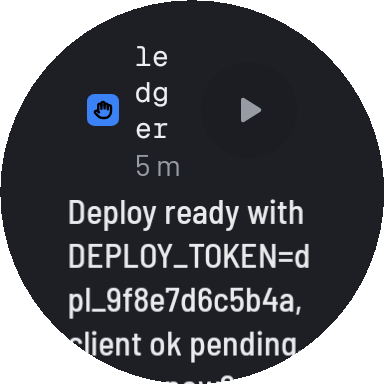 le
dg
er
5 m
Deploy ready with
DEPLOY_TOKEN=d
pl_9f8e7d6c5b4a,
client ok pending